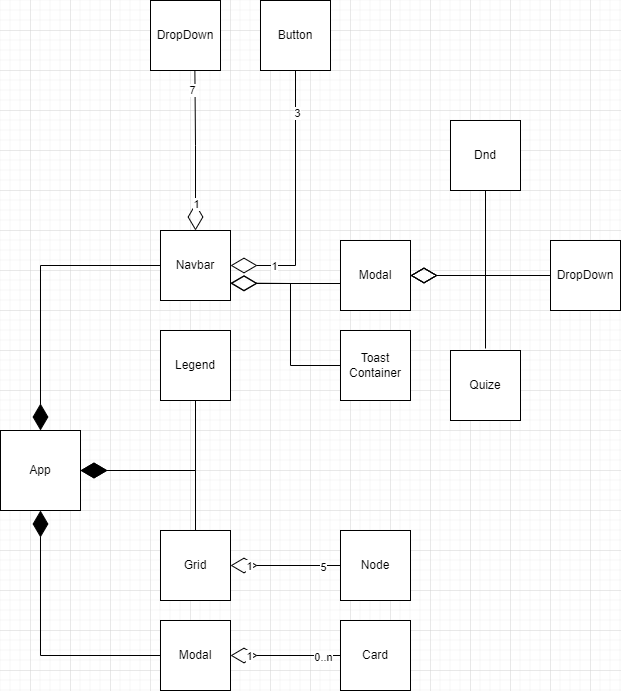 DropDown
Button
7
3
Dnd
1
Navbar
1
Modal
DropDown
Legend
Toast
Container
Quize
App
Grid
1
5
Node
Modal
1
0..n
Card